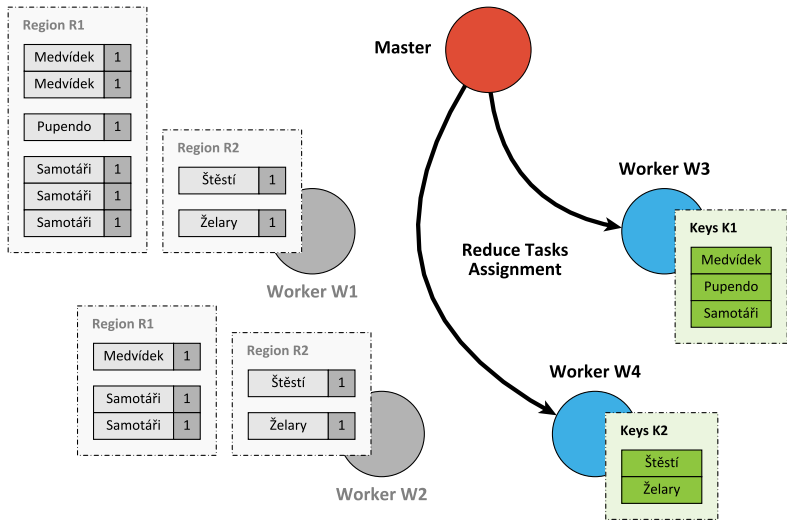 Region R1
Medvídek 1
Medvídek 1
Pupendo 1
Samotáři 1
Samotáři 1
Samotáři 1
Region R2
Štěstí 1
Želary 1
Worker W1
Region R1
Medvídek 1
Samotáři 1
Samotáři 1
Region R2
Štěstí 1
Želary 1
Worker W2
Master
Reduce Tasks
Assignment
Worker W3
Keys K1
Medvídek
Pupendo
Samotáři
Worker W4
Keys K2
Štěstí
Želary